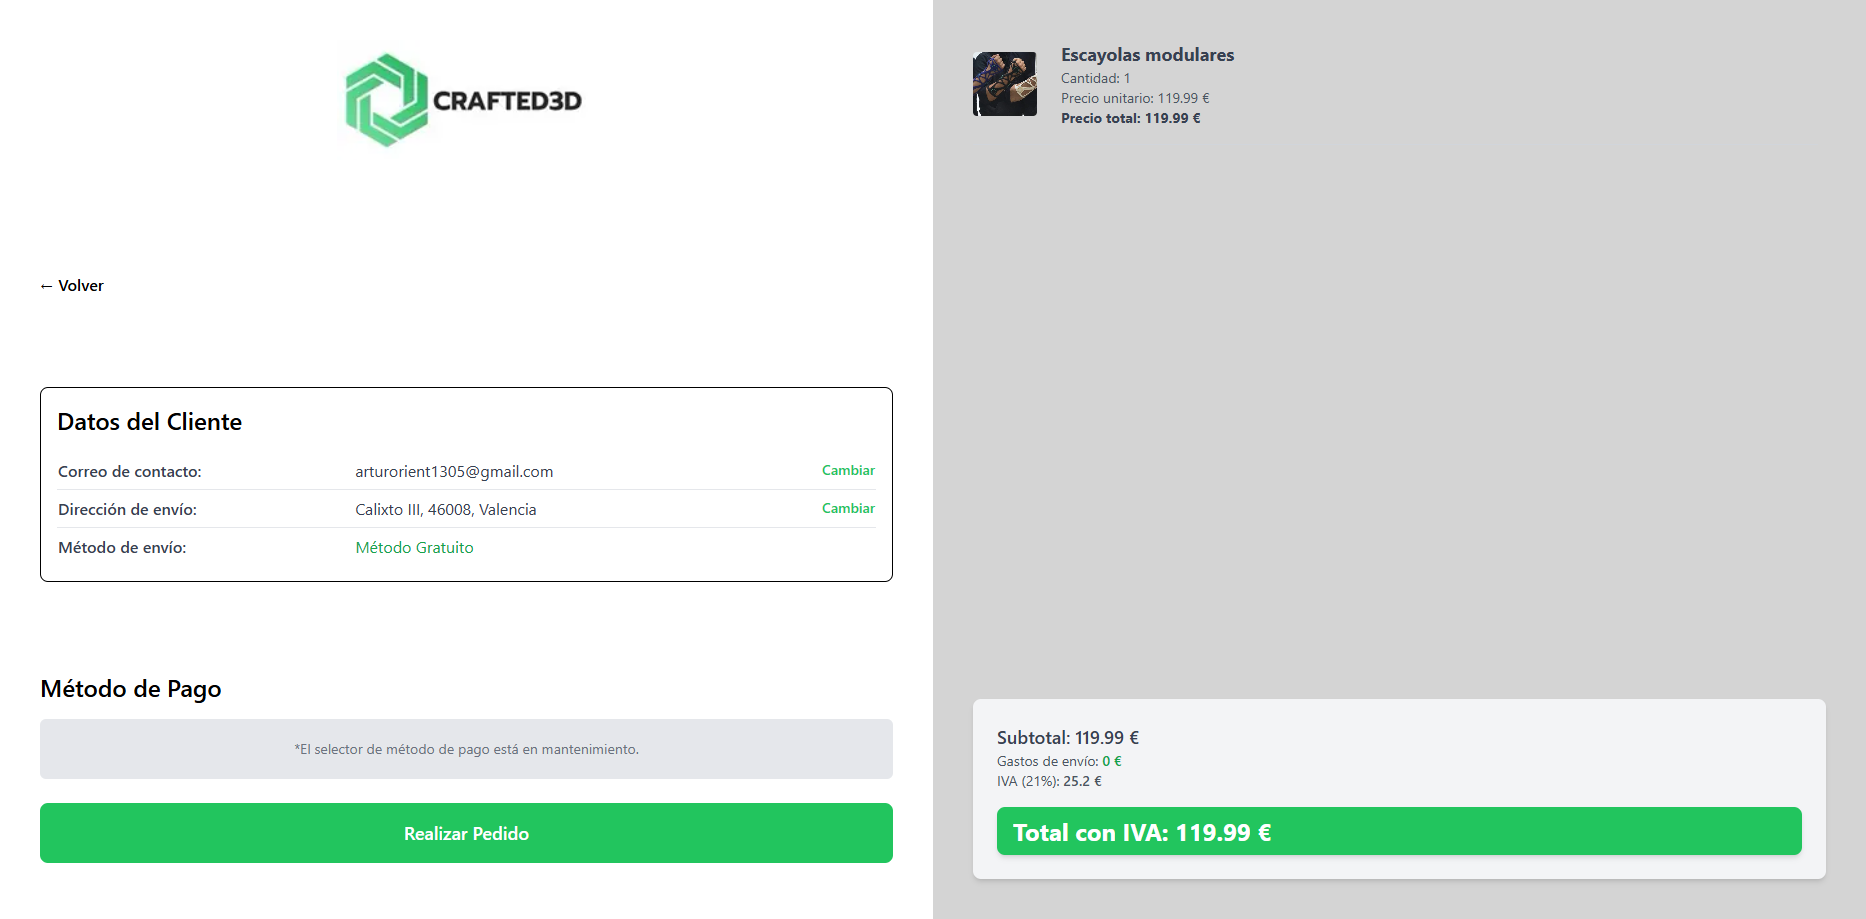 CRAFTED3D
← Volver
Datos del Cliente
Correo de contacto: arturorient1305@gmail.com Cambiar
Dirección de envío: Calixto III, 46008, Valencia Cambiar
Método de envío: Método Gratuito
Método de Pago
*El selector de método de pago está en mantenimiento.
Realizar Pedido
Escayolas modulares
Cantidad: 1
Precio unitario: 119.99 €
Precio total: 119.99 €
Subtotal: 119.99 €
Gastos de envío: 0 €
IVA (21%): 25.2 €
Total con IVA: 119.99 €